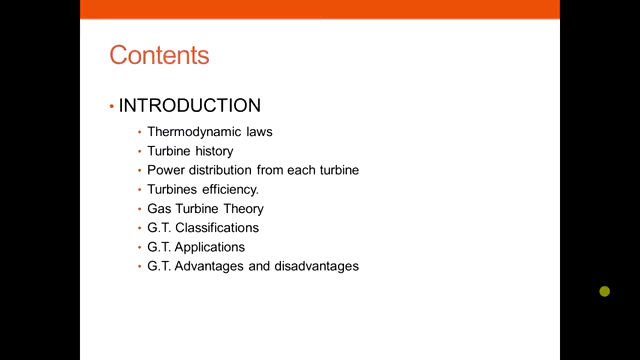 Contents
INTRODUCTION
Thermodynamic laws
Turbine history
Power distribution from each turbine
Turbines efficiency.
Gas Turbine Theory
G.T. Classifications
G.T. Applications
G.T. Advantages and disadvantages